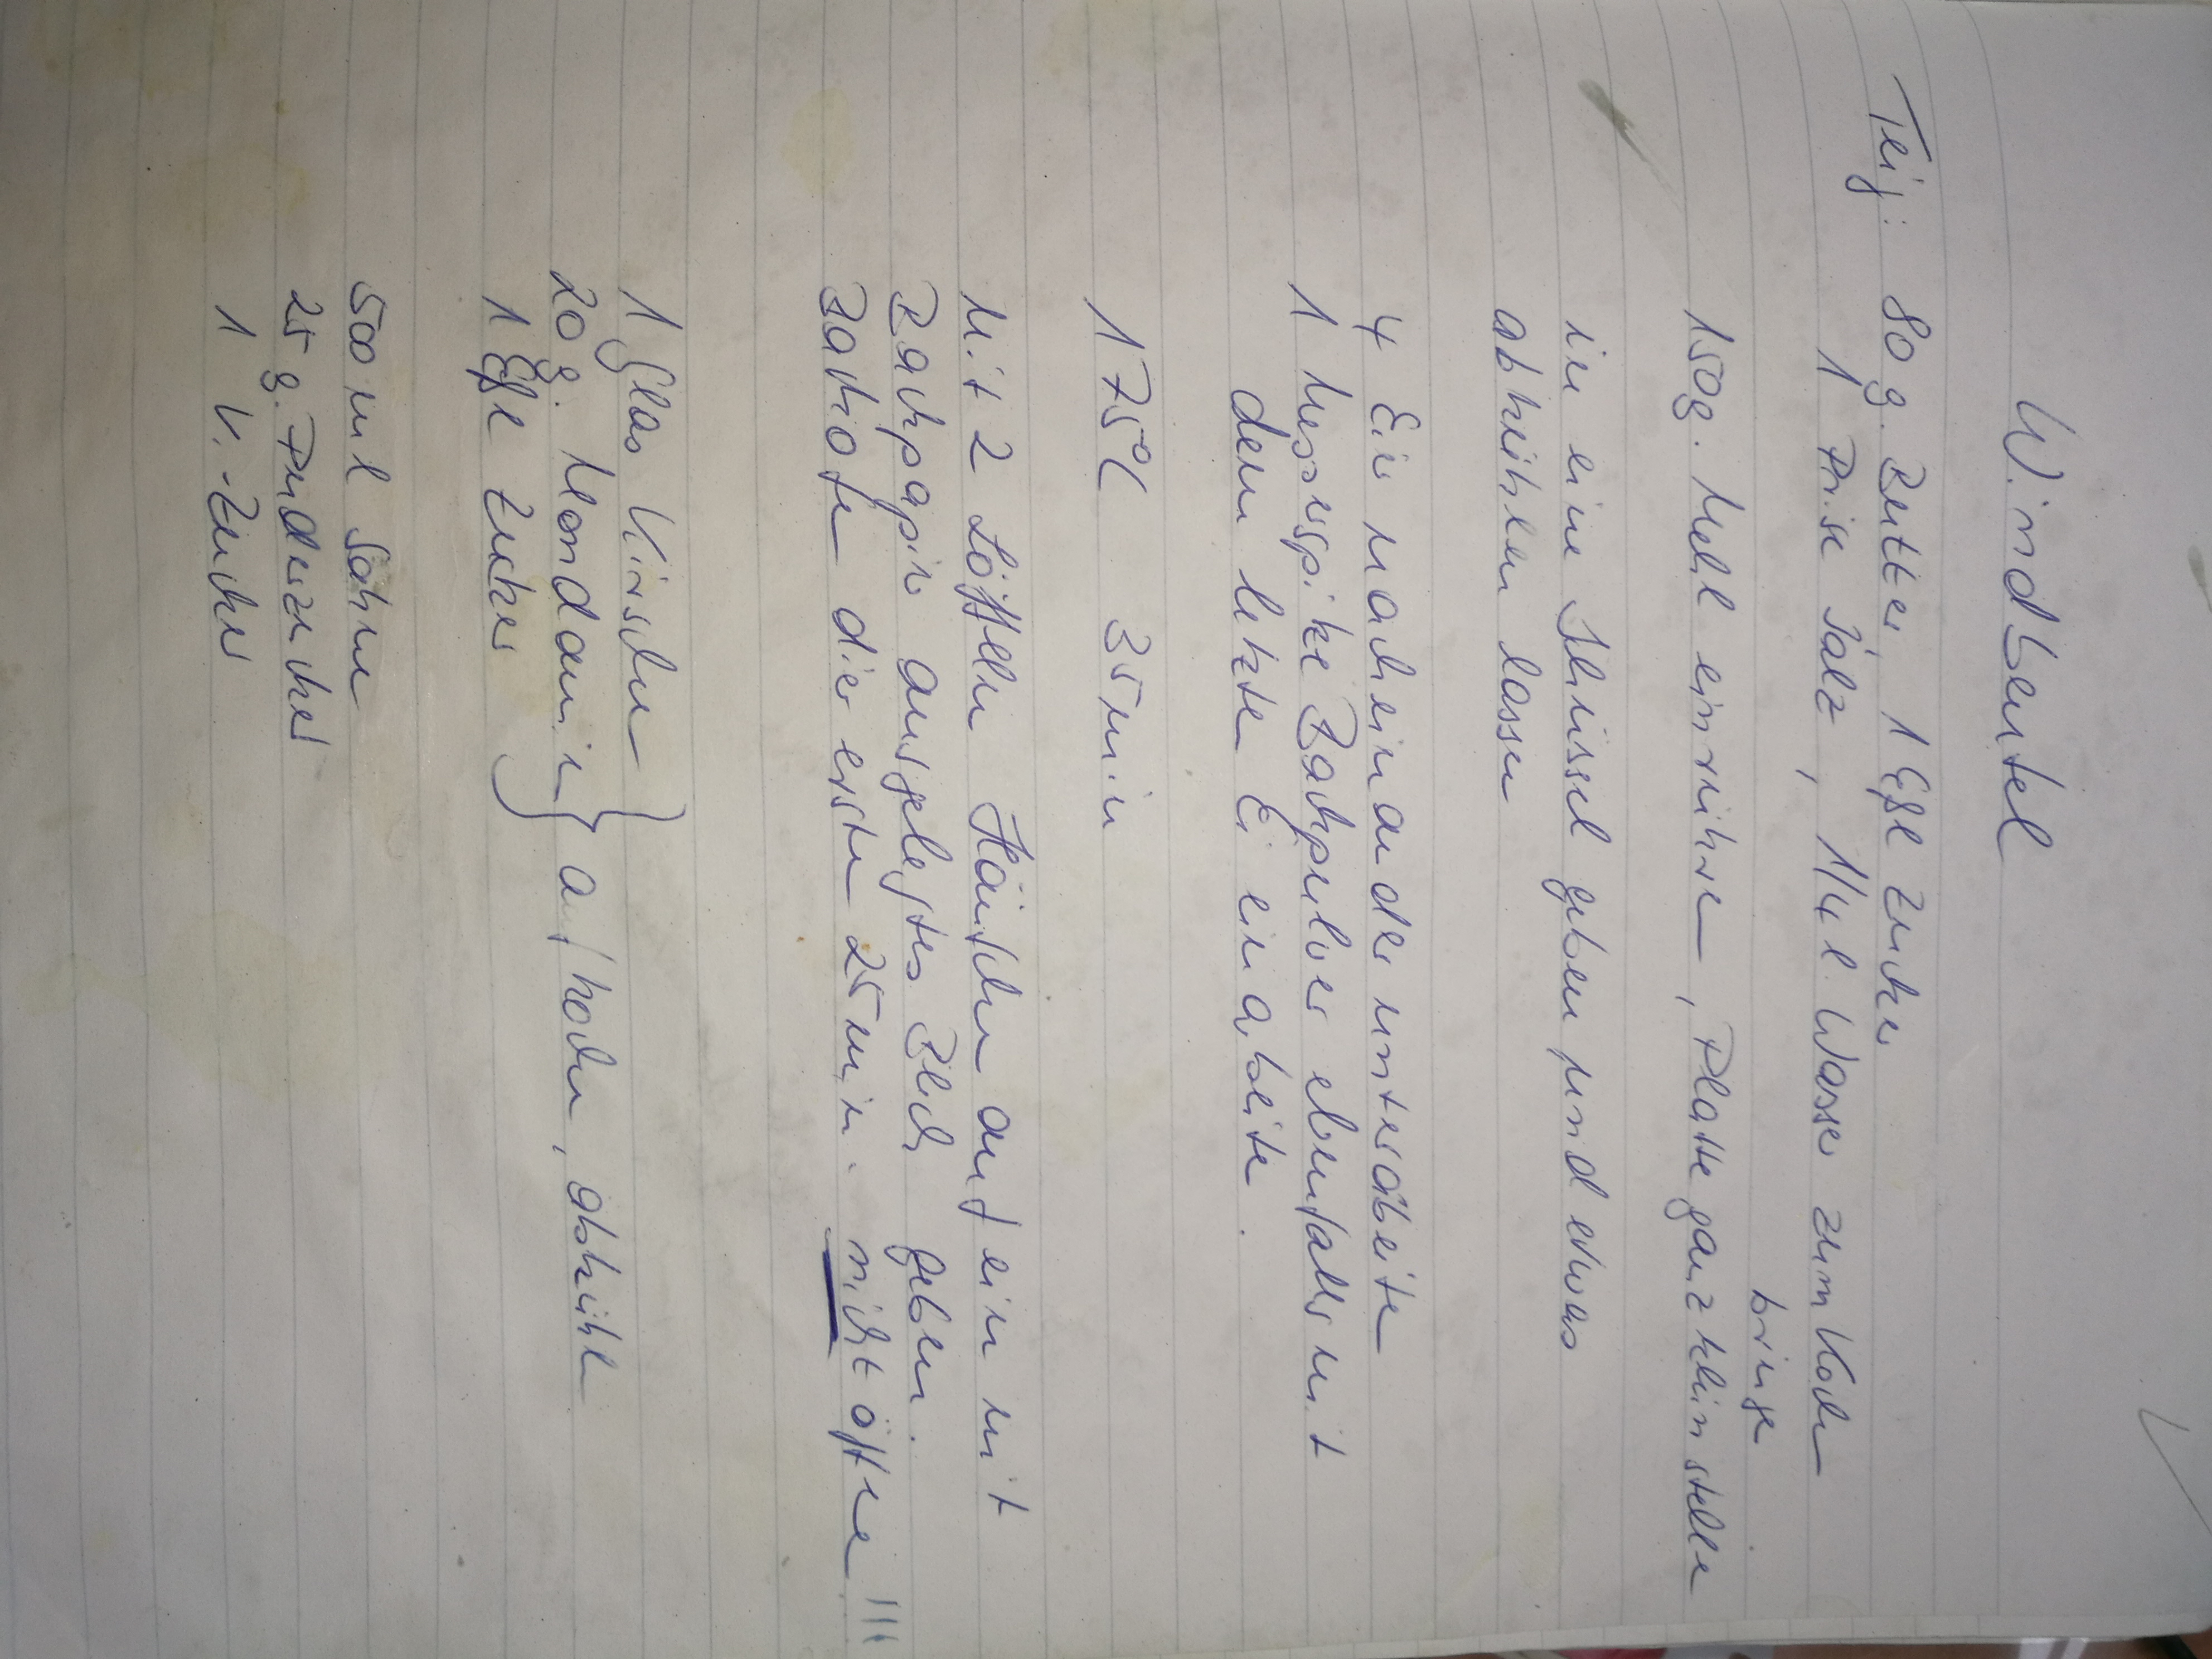 Windbeutel
Teig: 80 g. Butter, 1 Eßl Zucker
1 Prise Salz, 1/4 l. Wasser zum Kochen
bringen
150g. Mehl einrühren, Platte ganz klein stellen
in eine Schüssel geben und etwas
abkühlen lassen
4 Eier nacheinander unterarbeiten
1 Messerspitze Backpulver ebenfalls mit
dem letzten Ei einarbeiten.
175°C 35 min
Mit 2 Löffeln Häufchen auf ein mit
Backpapier ausgelegtes Blech geben.
Backofen die ersten 25 min. nicht öffnen!!!
1 Glas Kirschen
20 g. Mondamin } aufkochen, abkühlen
1 Eßl Zucker
500 ml Sahne
25 g. Puderzucker
1 V.-Zucker